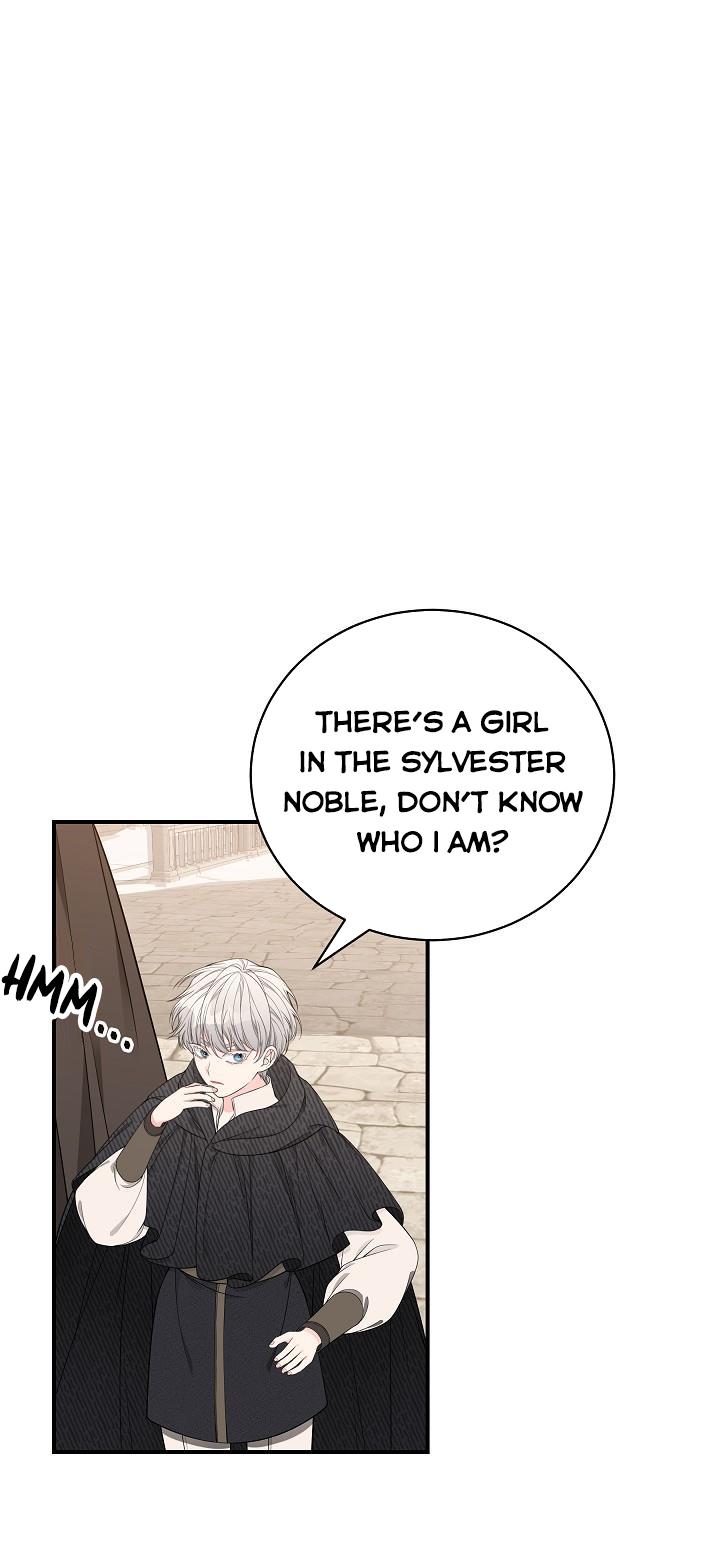 THERE'S A GIRL
IN THE SYLVESTER
NOBLE, DON'T KNOW
WHO I AM?
HMM...